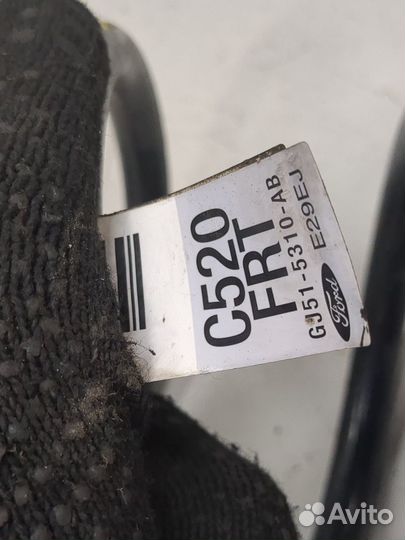 C520
FRT
GJ51-5310-AB
E29EJ
Ford
Avito